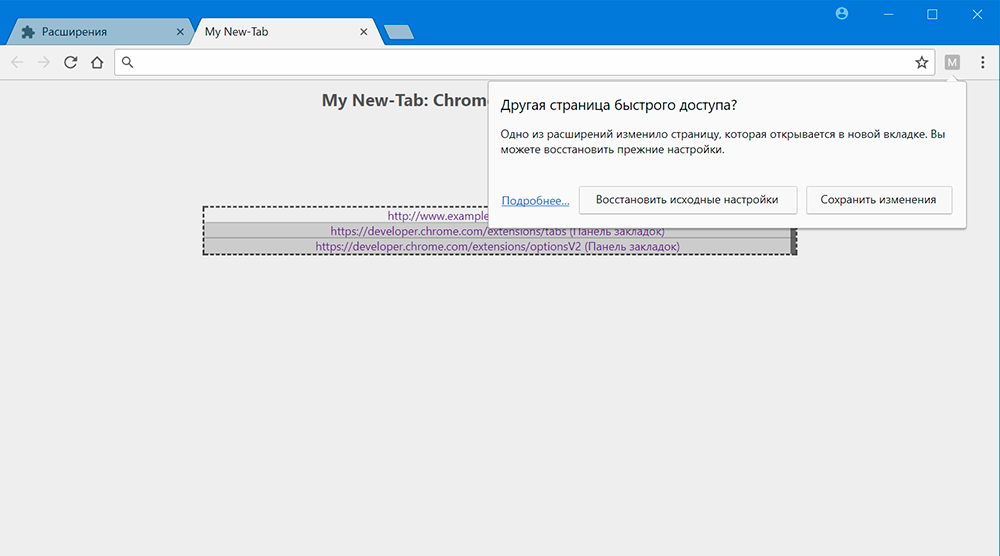 Расширения
My New-Tab
M
My New-Tab: Chrom
Другая страница быстрого доступа?
Одно из расширений изменило страницу, которая открывается в новой вкладке. Вы
можете восстановить прежние настройки.
Подробнее...
Восстановить исходные настройки
Сохранить изменения
http://www.example
https://developer.chrome.com/extensions/tabs (Панель закладок)
https://developer.chrome.com/extensions/optionsV2 (Панель закладок)